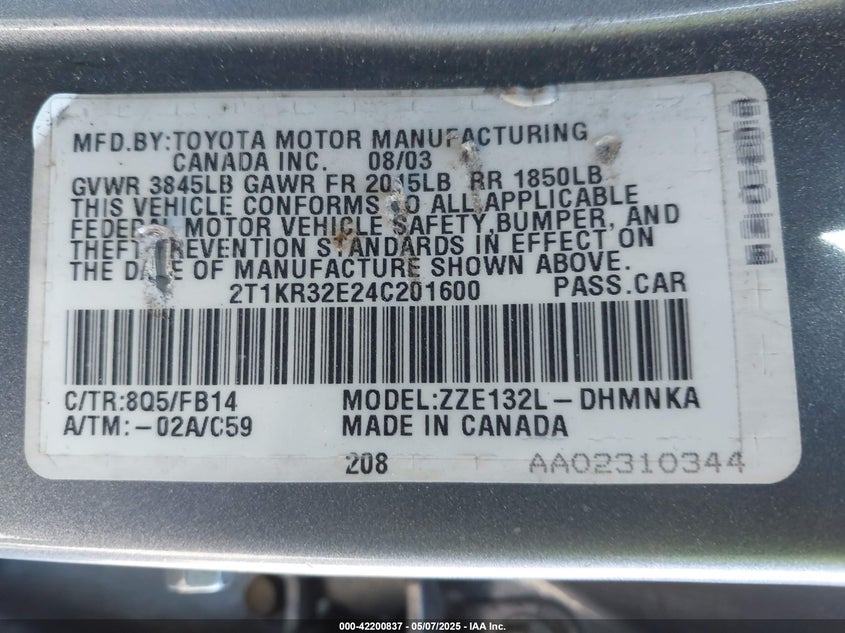 MFD.BY:TOYOTA MOTOR MANUFACTURING
CANADA INC. 08/03
GVWR 3845LB GAWR FR 2015LB RR 1850LB
THIS VEHICLE CONFORMS TO ALL APPLICABLE
FEDERAL MOTOR VEHICLE SAFETY,BUMPER, AND
THEFT PREVENTION STANDARDS IN EFFECT ON
THE DATE OF MANUFACTURE SHOWN ABOVE.
2T1KR32E24C201600 PASS.CAR
C/TR:8Q5/FB14 MODEL:ZZE132L-DHMNKA
A/TM:-02A/C59 MADE IN CANADA
208 AA02310344
000-42200837 - 05/07/2025 - IAA Inc.